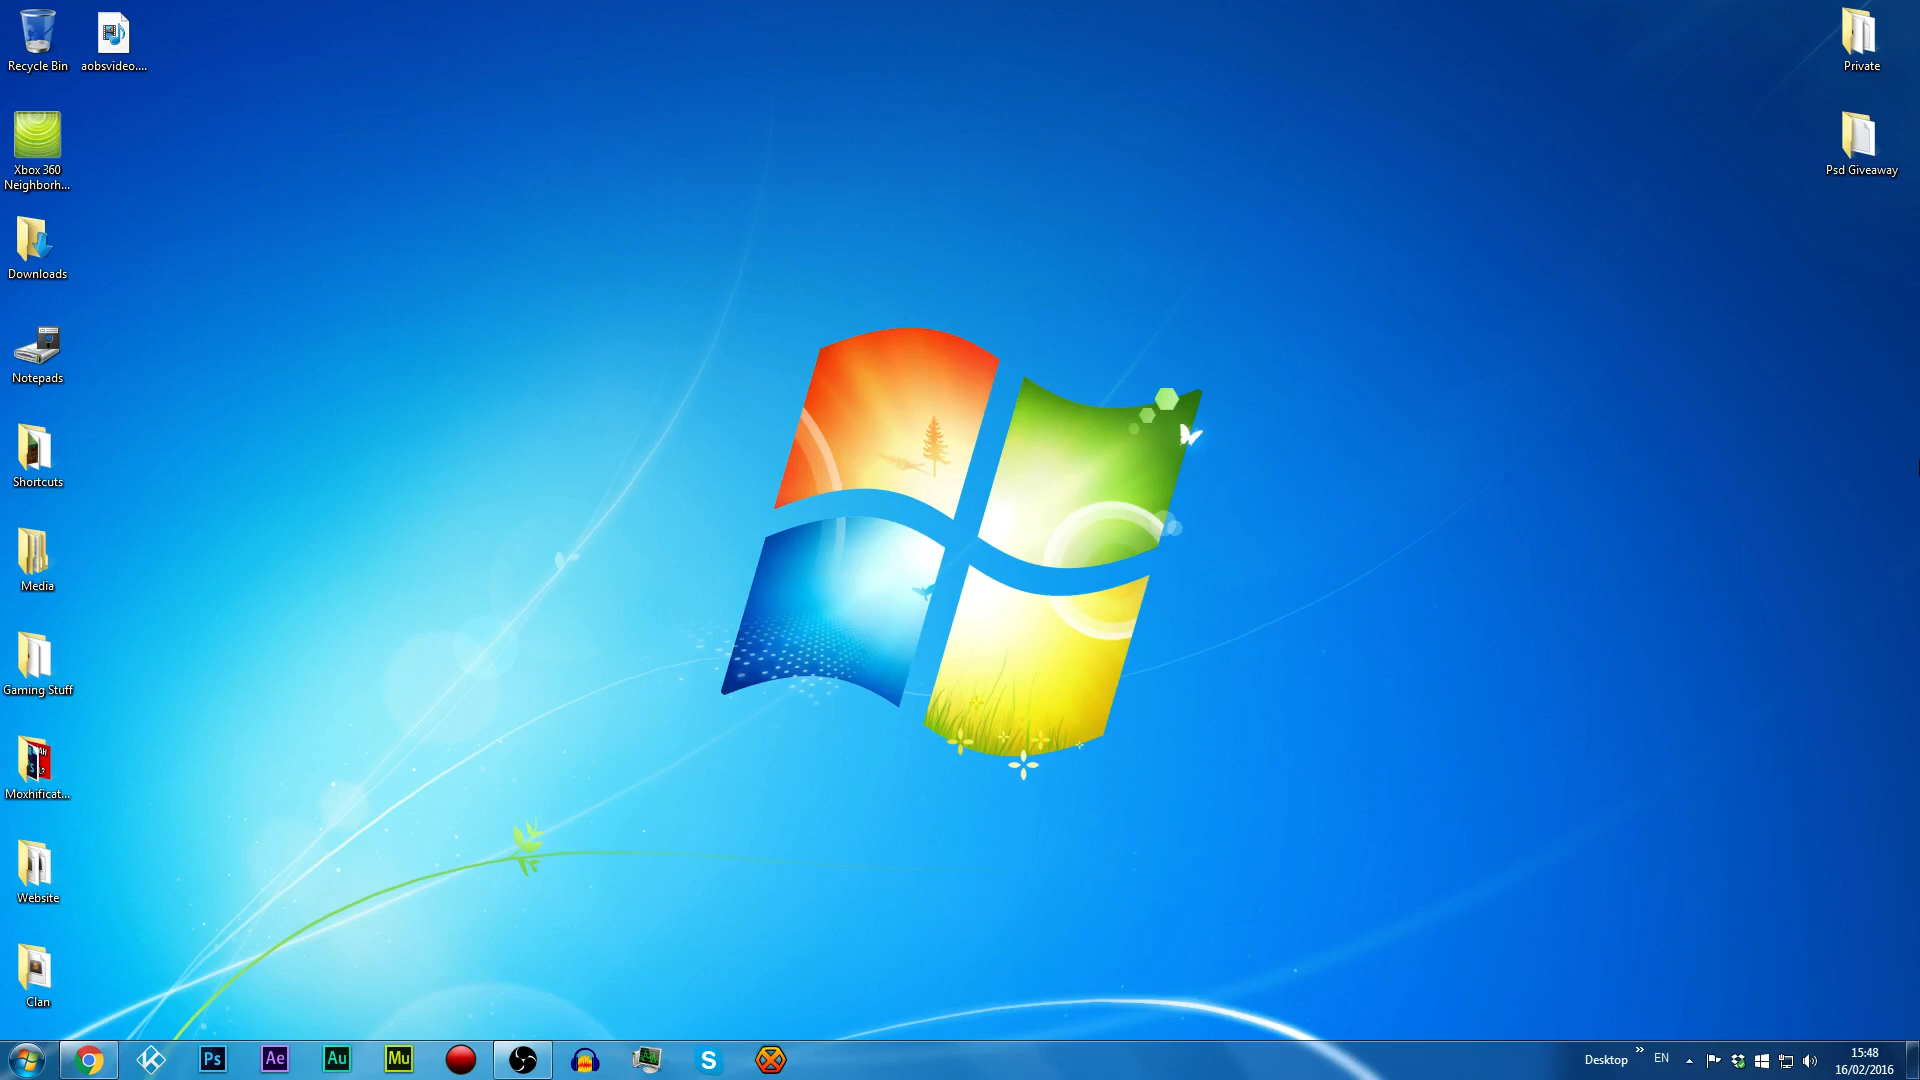 Recycle Bin
aobsvideo....
Xbox 360
Neighborh...
Downloads
Notepads
Shortcuts
Media
Gaming Stuff
Moxhificat...
Website
Clan
Private
Psd Giveaway
Ps
Ae
Au
Mu
S
Desktop
EN
15:48
16/02/2016